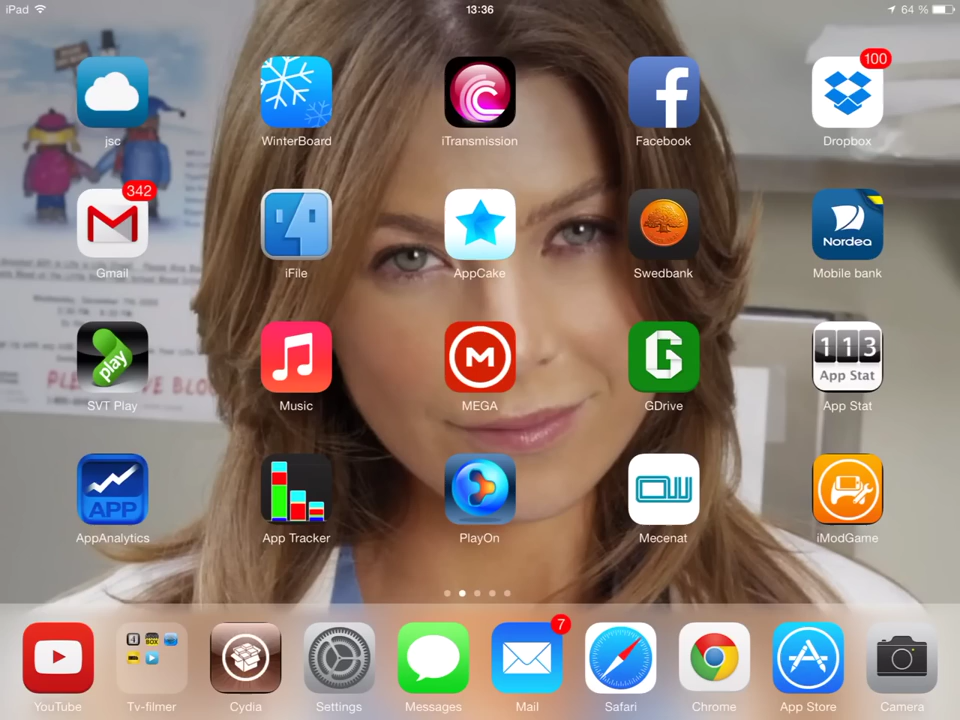 iPad 13:36 64 %
100
jsc WinterBoard iTransmission Facebook Dropbox
342
Nordea
Gmail iFile AppCake Swedbank Mobile bank
play 113
App Stat
SVT Play Music MEGA GDrive App Stat
APP
AppAnalytics App Tracker PlayOn Mecenat iModGame
7
BOX
YouTube Tv-filmer Cydia Settings Messages Mail Safari Chrome App Store Camera